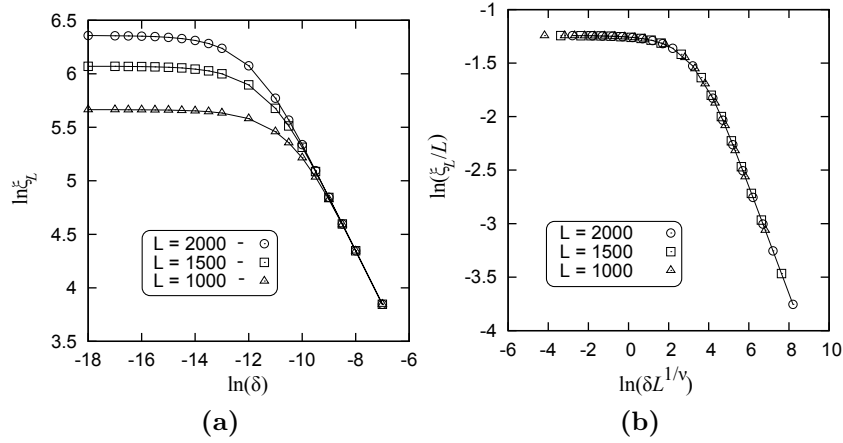 6.5
6
5.5
5
4.5
4
3.5
lnξL
L = 2000 -
L = 1500 -
L = 1000 -
-18 -16 -14 -12 -10 -8 -6
ln(δ)
(a)
-1
-1.5
-2
-2.5
-3
-3.5
-4
ln(ξL/L)
L = 2000
L = 1500
L = 1000
-6 -4 -2 0 2 4 6 8 10
ln(δL1/ν)
(b)